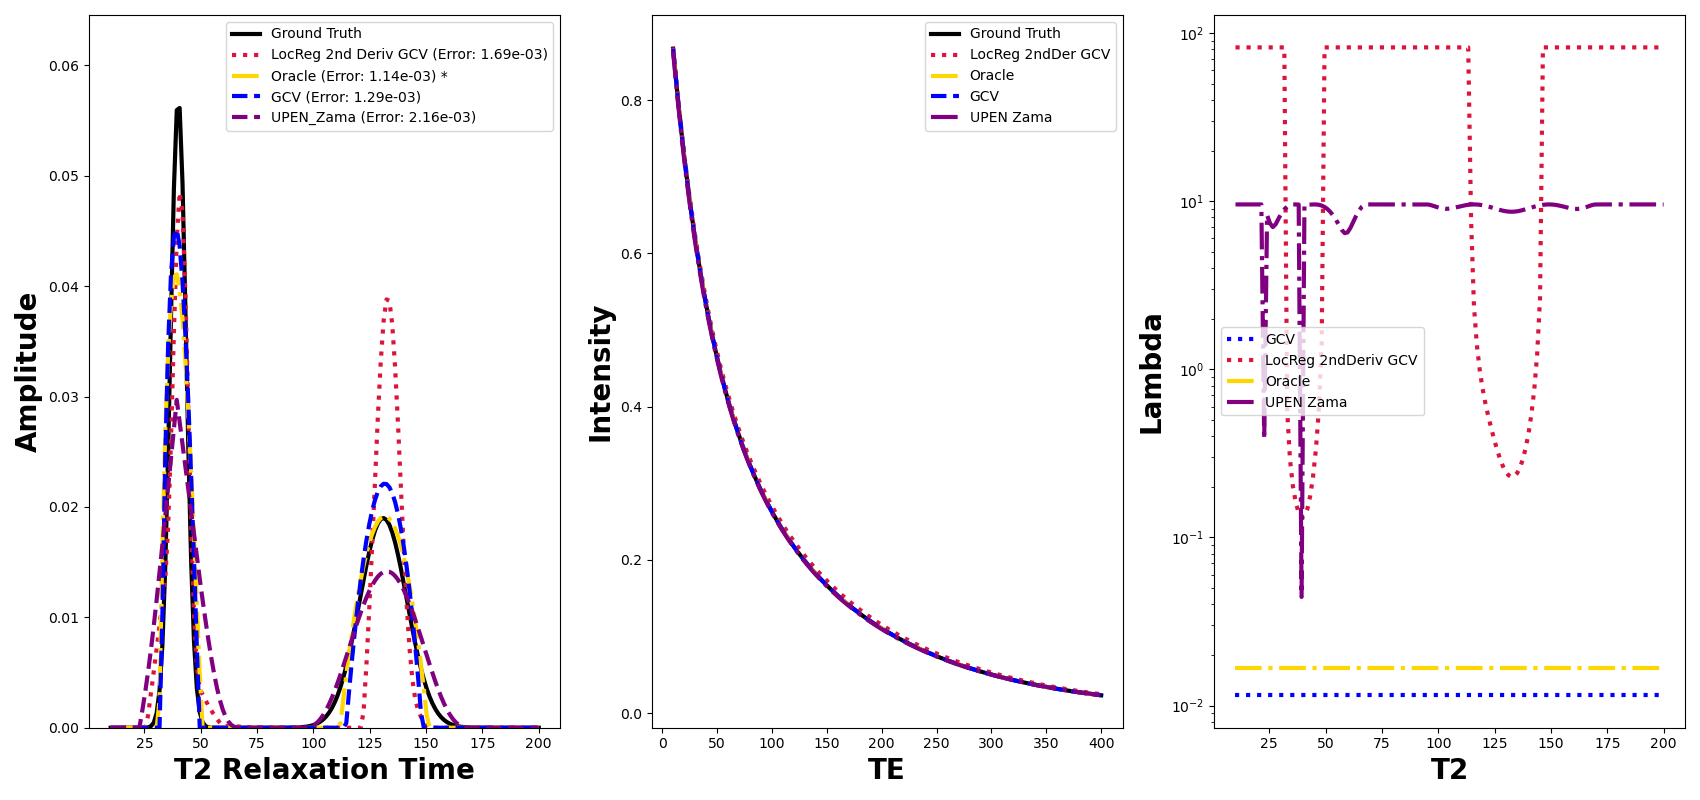 Amplitude
0.06
0.05
0.04
0.03
0.02
0.01
0.00
25 50 75 100 125 150 175 200
T2 Relaxation Time
Ground Truth
LocReg 2nd Deriv GCV (Error: 1.69e-03)
Oracle (Error: 1.14e-03) *
GCV (Error: 1.29e-03)
UPEN_Zama (Error: 2.16e-03)
Intensity
0.8
0.6
0.4
0.2
0.0
0 50 100 150 200 250 300 350 400
TE
Ground Truth
LocReg 2ndDer GCV
Oracle
GCV
UPEN Zama
Lambda
10²
10¹
10⁰
10⁻¹
10⁻²
25 50 75 100 125 150 175 200
T2
GCV
LocReg 2ndDeriv GCV
Oracle
UPEN Zama